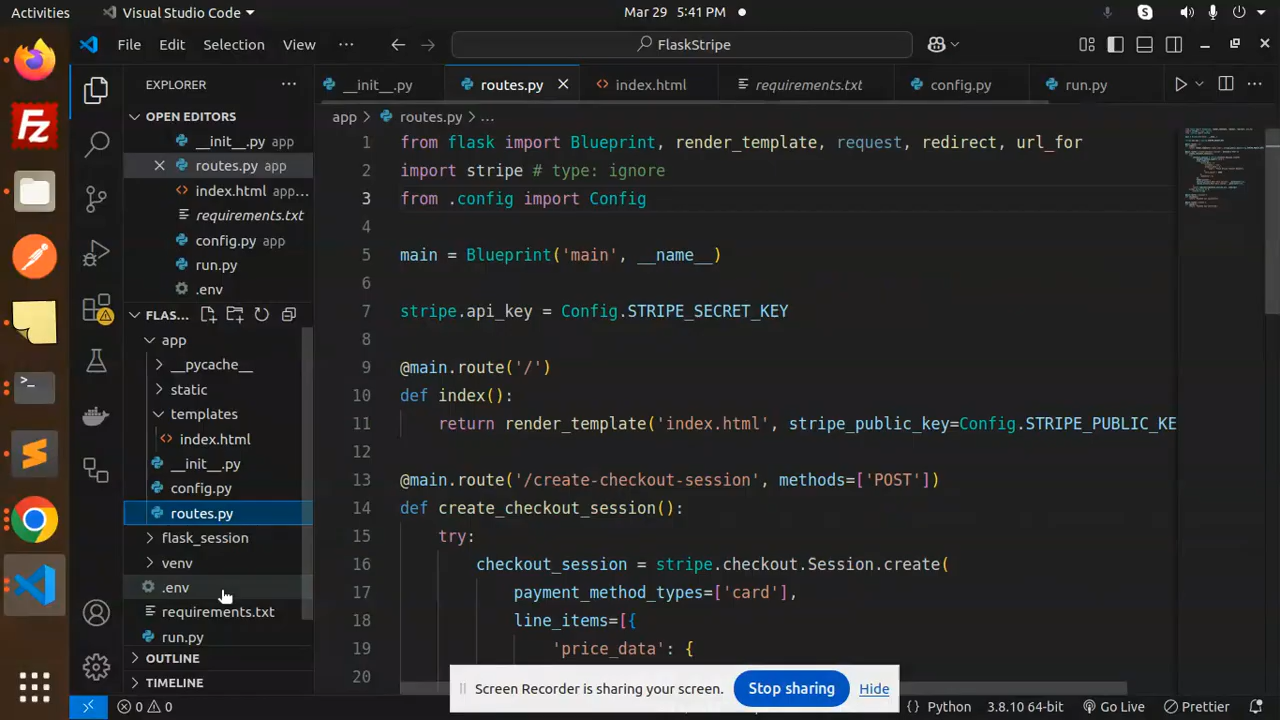 Activities
Visual Studio Code
Mar 29 5:41 PM
File Edit Selection View ···
FlaskStripe
EXPLORER
__init__.py
routes.py
index.html
requirements.txt
config.py
run.py
OPEN EDITORS
__init__.py app
routes.py app
index.html app...
requirements.txt
config.py app
run.py
.env
FLAS...
app
__pycache__
static
templates
index.html
__init__.py
config.py
routes.py
flask_session
venv
.env
requirements.txt
run.py
OUTLINE
TIMELINE
app > routes.py > ...
1 from flask import Blueprint, render_template, request, redirect, url_for
2 import stripe # type: ignore
3 from .config import Config
4
5 main = Blueprint('main', __name__)
6
7 stripe.api_key = Config.STRIPE_SECRET_KEY
8
9 @main.route('/')
10 def index():
11 return render_template('index.html', stripe_public_key=Config.STRIPE_PUBLIC_KE
12
13 @main.route('/create-checkout-session', methods=['POST'])
14 def create_checkout_session():
15 try:
16 checkout_session = stripe.checkout.Session.create(
17 payment_method_types=['card'],
18 line_items=[{
19 'price_data': {
20
Screen Recorder is sharing your screen.
Stop sharing
Hide
0 0
{ } Python
3.8.10 64-bit
Go Live
Prettier